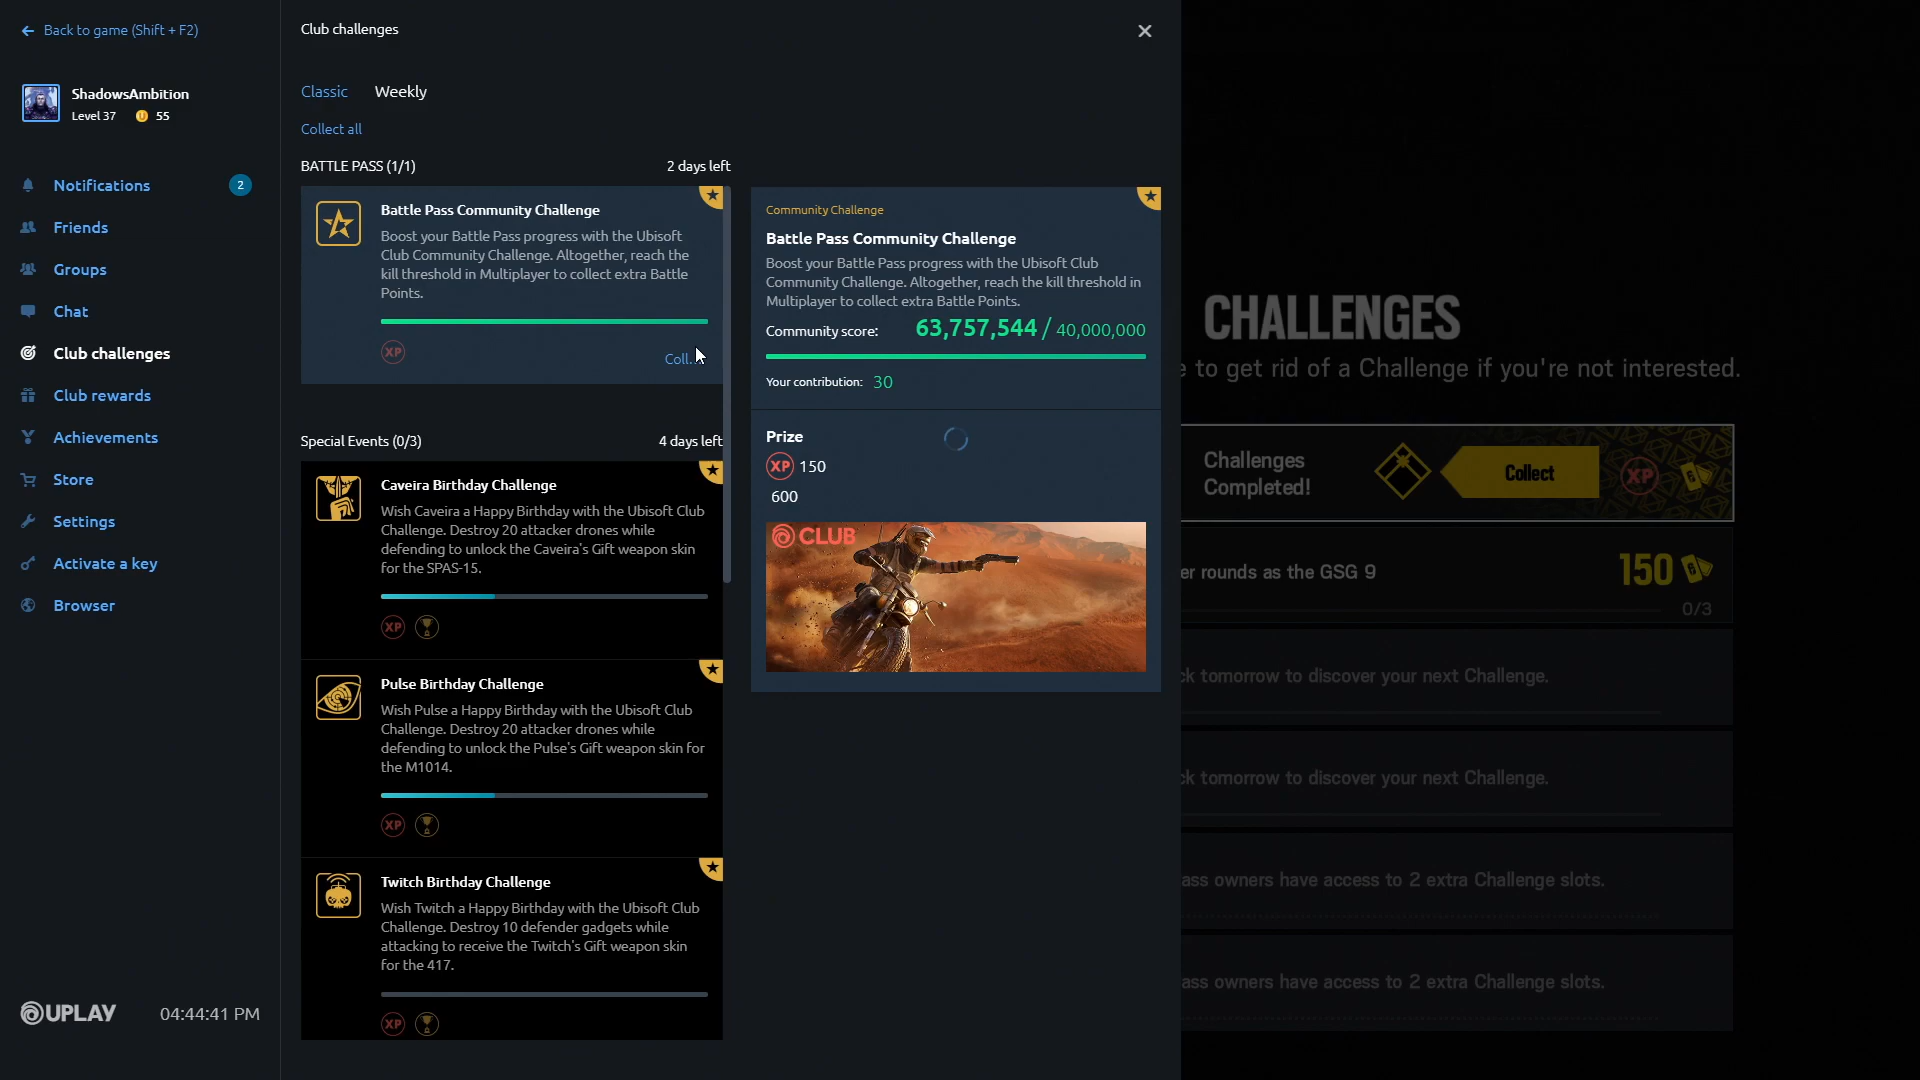 Back to game (Shift + F2)
ShadowsAmbition
Level 37 55
Notifications 2
Friends
Groups
Chat
Club challenges
Club rewards
Achievements
Store
Settings
Activate a key
Browser
UPLAY 04:44:41 PM
Club challenges
Classic Weekly
Collect all
BATTLE PASS (1/1) 2 days left
Battle Pass Community Challenge
Boost your Battle Pass progress with the Ubisoft
Club Community Challenge. Altogether, reach the
kill threshold in Multiplayer to collect extra Battle
Points.
XP
Coll...
Special Events (0/3) 4 days left
Caveira Birthday Challenge
Wish Caveira a Happy Birthday with the Ubisoft Club
Challenge. Destroy 20 attacker drones while
defending to unlock the Caveira's Gift weapon skin
for the SPAS-15.
XP
Pulse Birthday Challenge
Wish Pulse a Happy Birthday with the Ubisoft Club
Challenge. Destroy 20 attacker drones while
defending to unlock the Pulse's Gift weapon skin for
the M1014.
XP
Twitch Birthday Challenge
Wish Twitch a Happy Birthday with the Ubisoft Club
Challenge. Destroy 10 defender gadgets while
attacking to receive the Twitch's Gift weapon skin
for the 417.
XP
Community Challenge
Battle Pass Community Challenge
Boost your Battle Pass progress with the Ubisoft Club
Community Challenge. Altogether, reach the kill threshold in
Multiplayer to collect extra Battle Points.
Community score: 63,757,544 / 40,000,000
Your contribution: 30
Prize
XP 150
600
CLUB
CHALLENGES
e to get rid of a Challenge if you're not interested.
Challenges
Completed!
Collect
XP
er rounds as the GSG 9
150
0/3
ck tomorrow to discover your next Challenge.
ck tomorrow to discover your next Challenge.
ass owners have access to 2 extra Challenge slots.
ass owners have access to 2 extra Challenge slots.